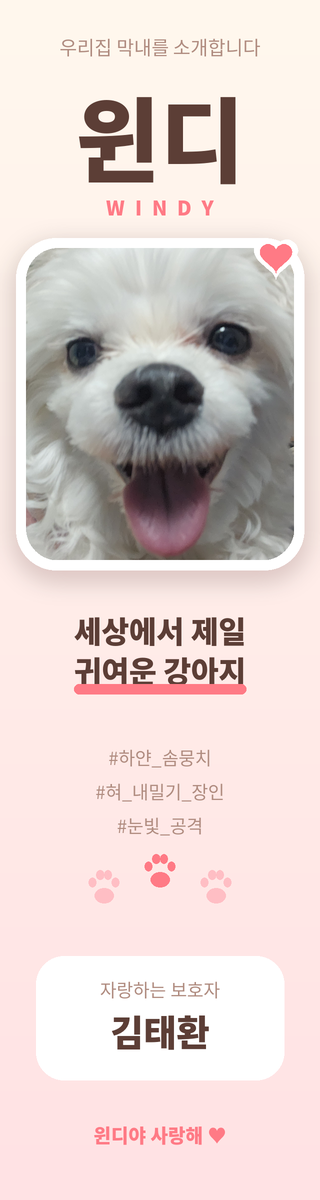 우리집 막내를 소개합니다
윈디
WINDY
세상에서 제일
귀여운 강아지
#하얀_솜뭉치
#혀_내밀기_장인
#눈빛_공격
자랑하는 보호자
김태환
윈디야 사랑해 ♥